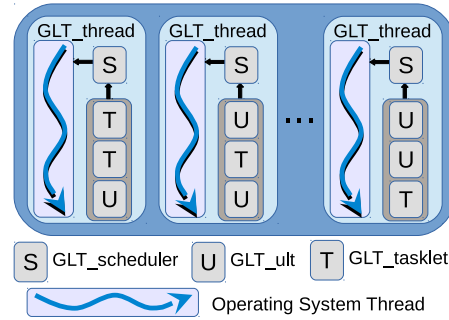 GLT_thread GLT_thread GLT_thread
S S S
T U U
...
T T U
U U T
S GLT_scheduler U GLT_ult T GLT_tasklet
Operating System Thread